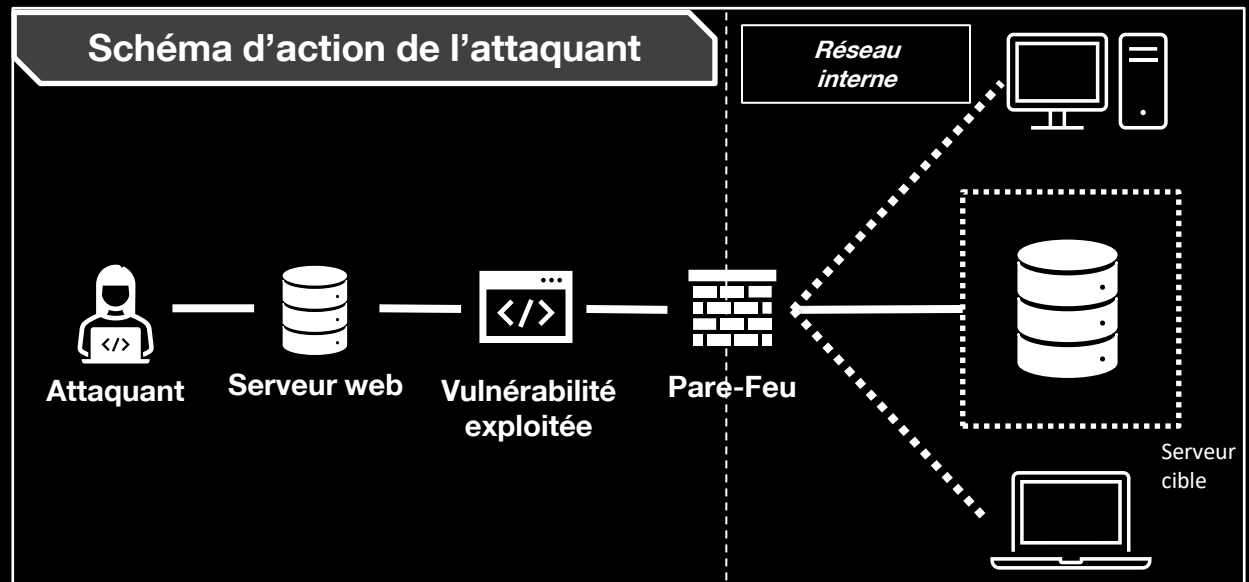 Schéma d’action de l’attaquant
Réseau
interne
</>
</>
Attaquant
Serveur web
Vulnérabilité
exploitée
Pare-Feu
Serveur
cible